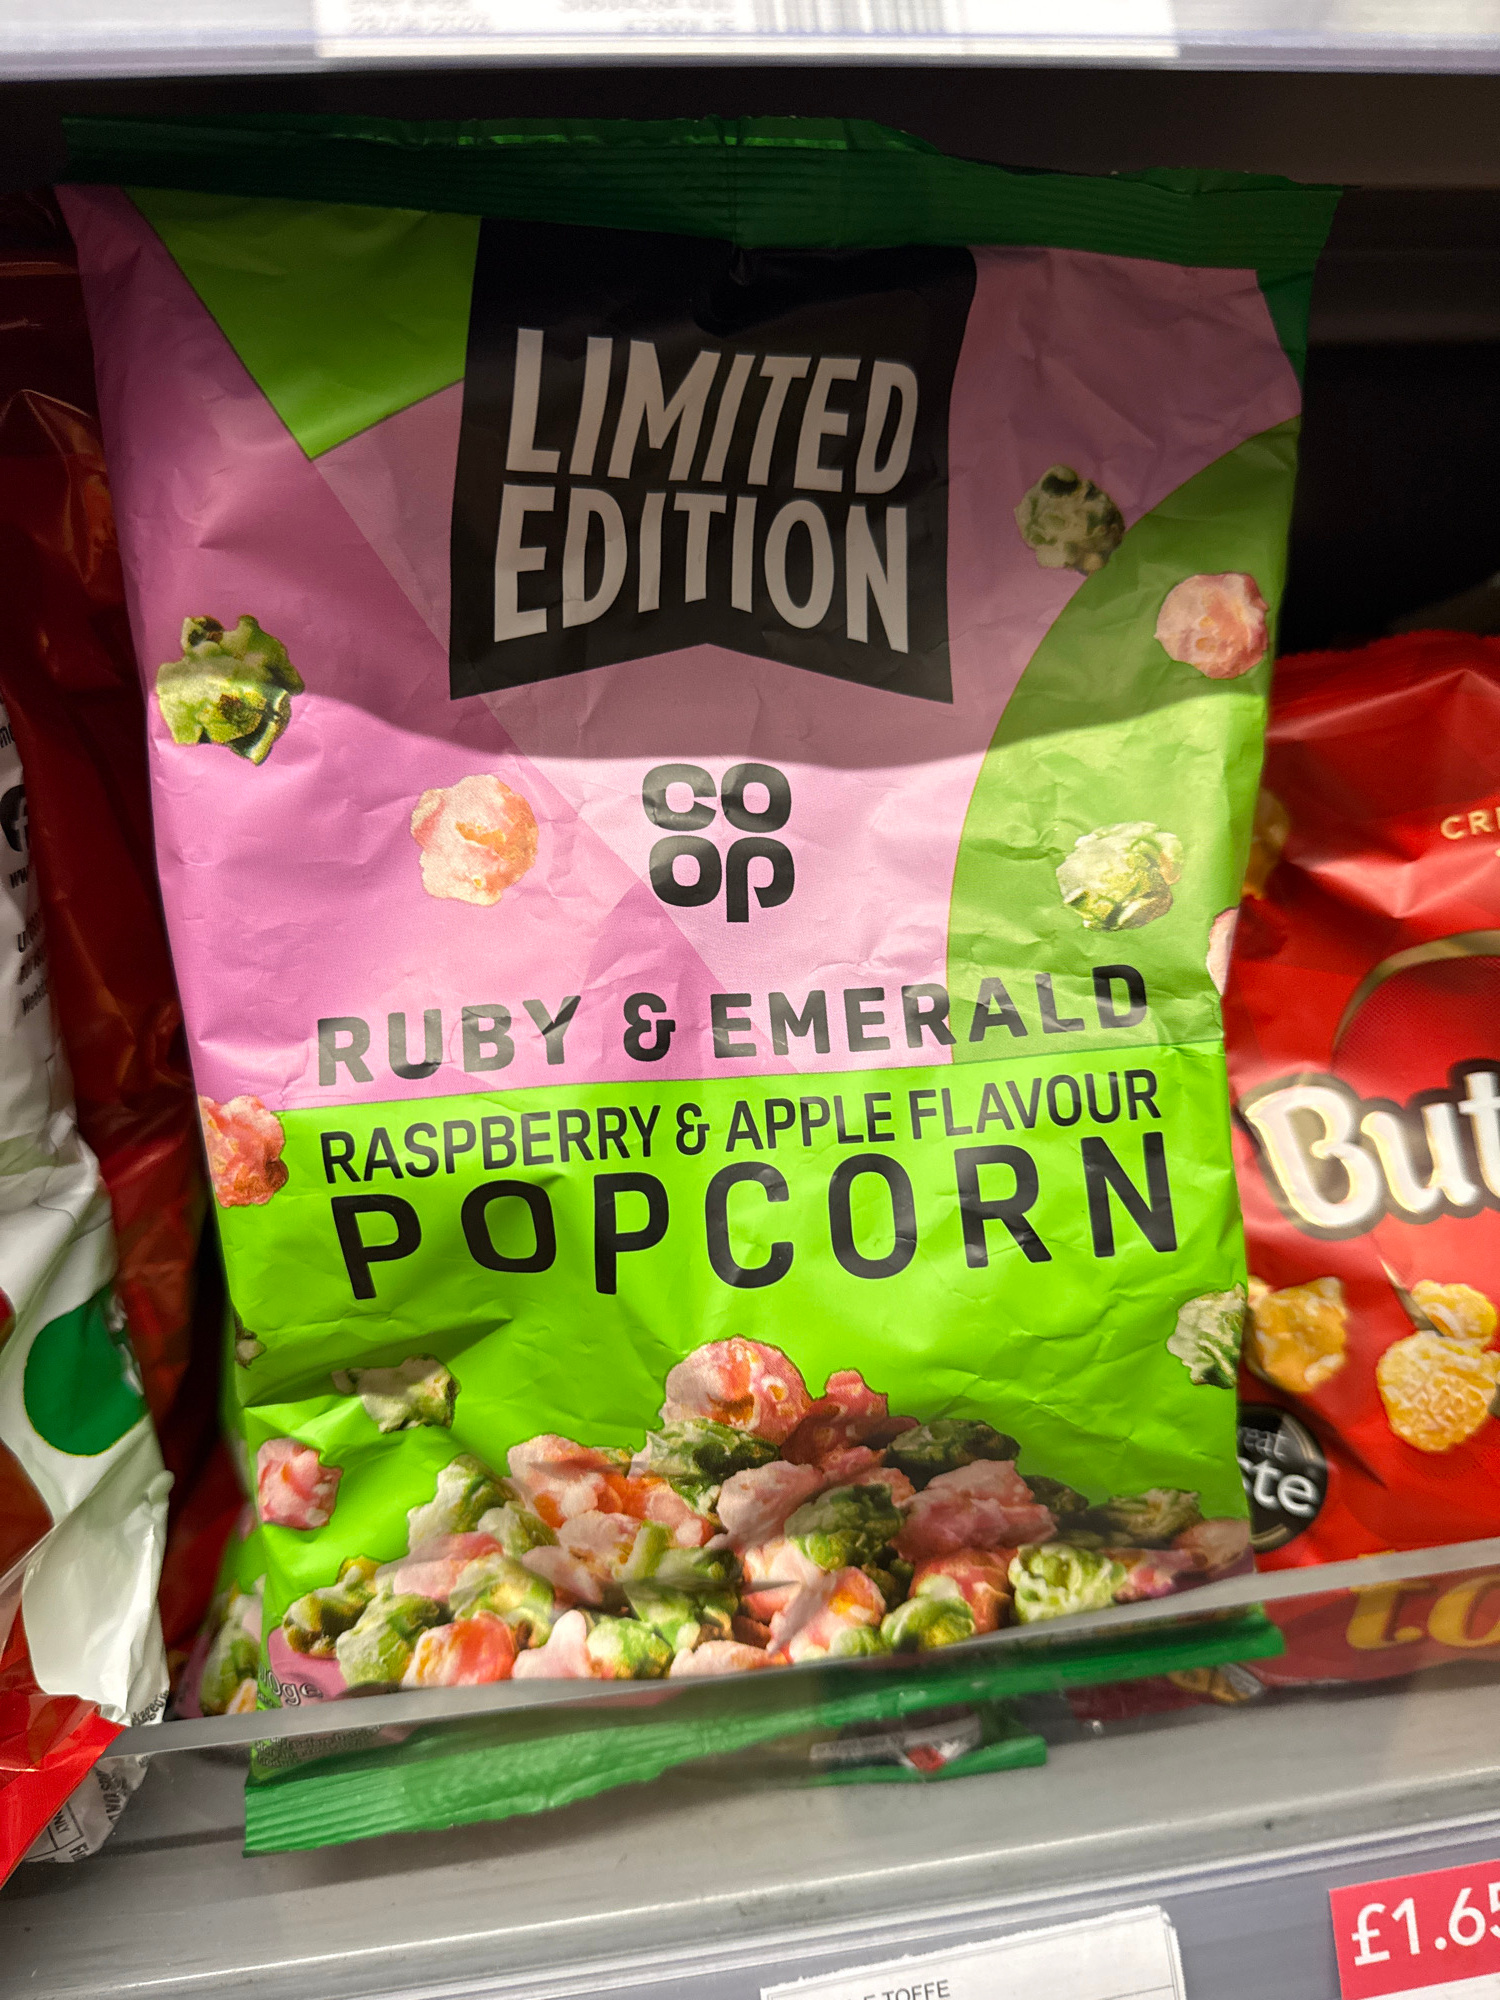 LIMITED
EDITION
CO
OP
RUBY & EMERALD
RASPBERRY & APPLE FLAVOUR
POPCORN
But
£1.65
TOFFE